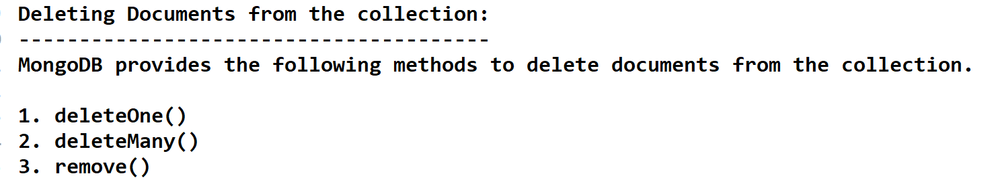 Deleting Documents from the collection:
---------------------------------------
MongoDB provides the following methods to delete documents from the collection.
1. deleteOne()
2. deleteMany()
3. remove()